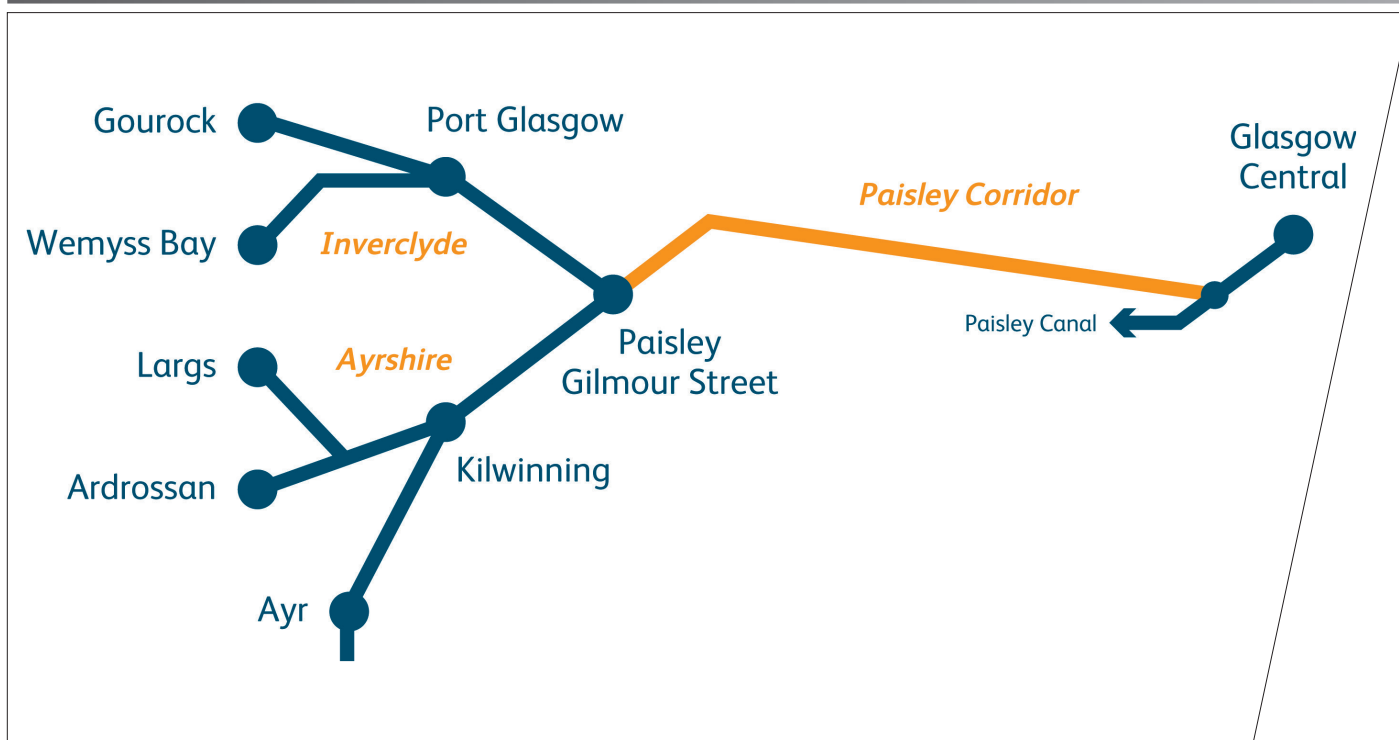 Gourock
Port Glasgow
Glasgow
Central
Paisley Corridor
Wemyss Bay
Inverclyde
Paisley Canal
Paisley
Gilmour Street
Largs
Ayrshire
Kilwinning
Ardrossan
Ayr